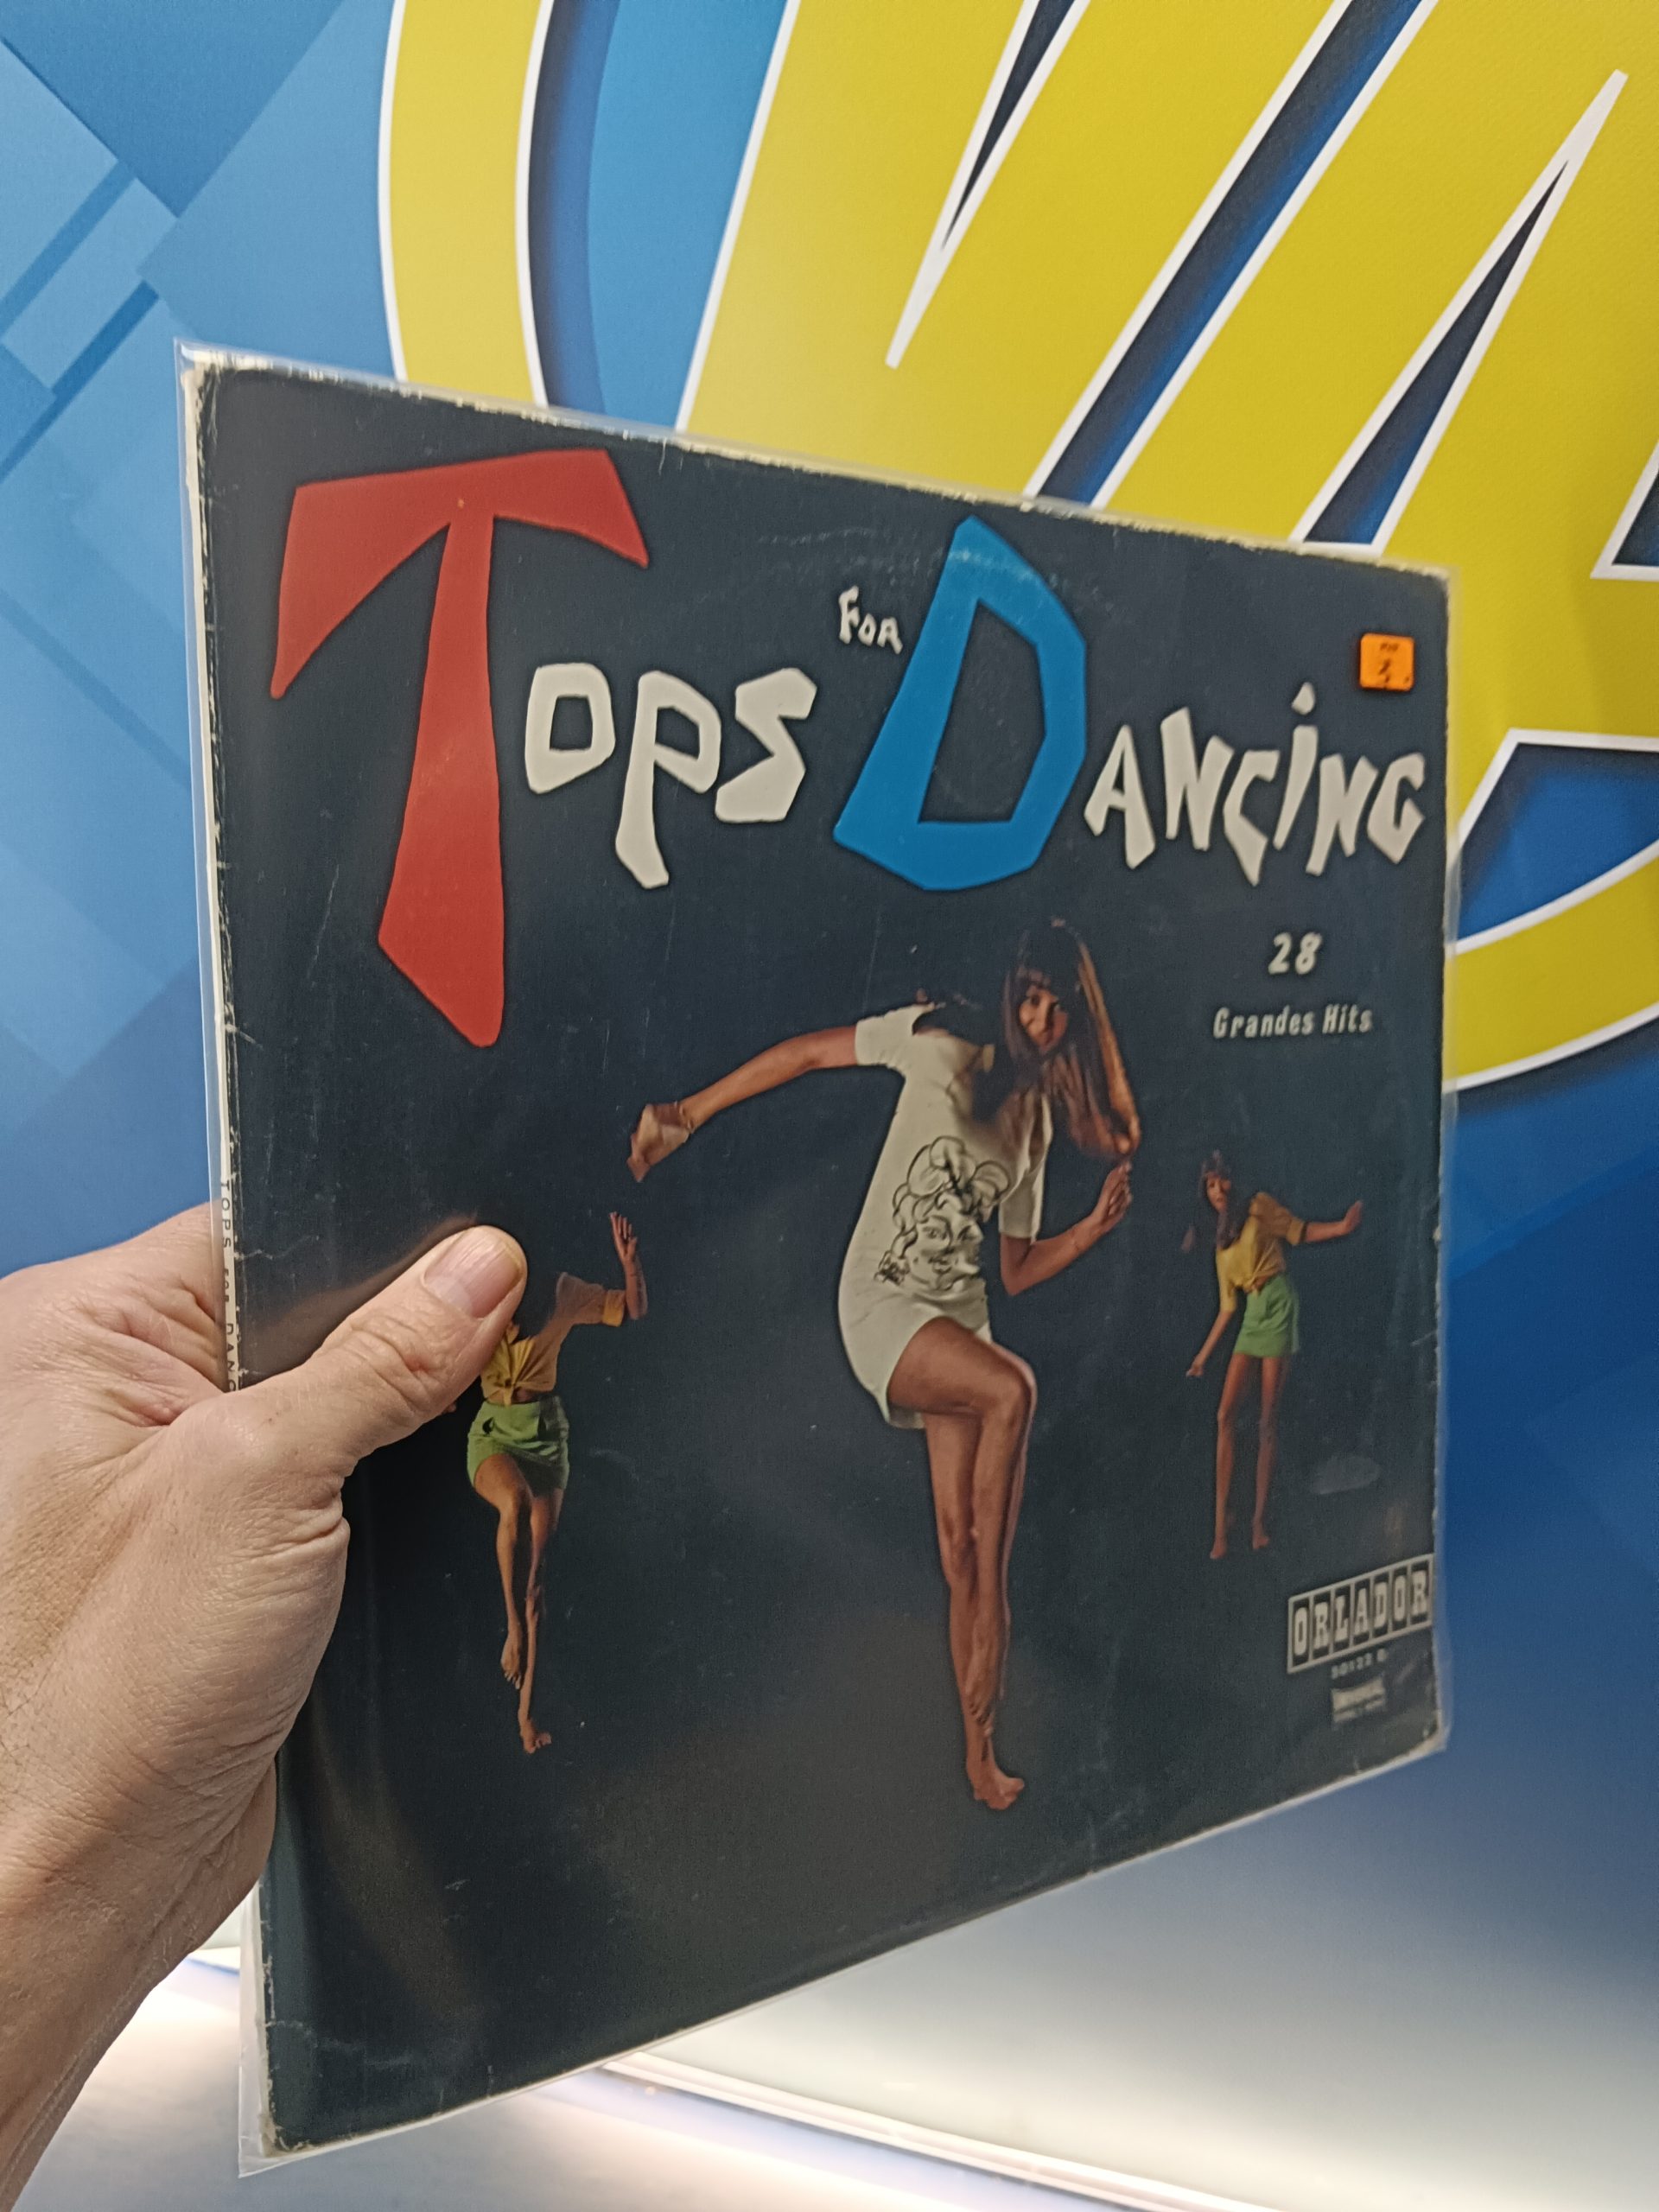 Tops FOR DANCING
28
Grandes Hits
ORLADOR
TOPS FOR DANC